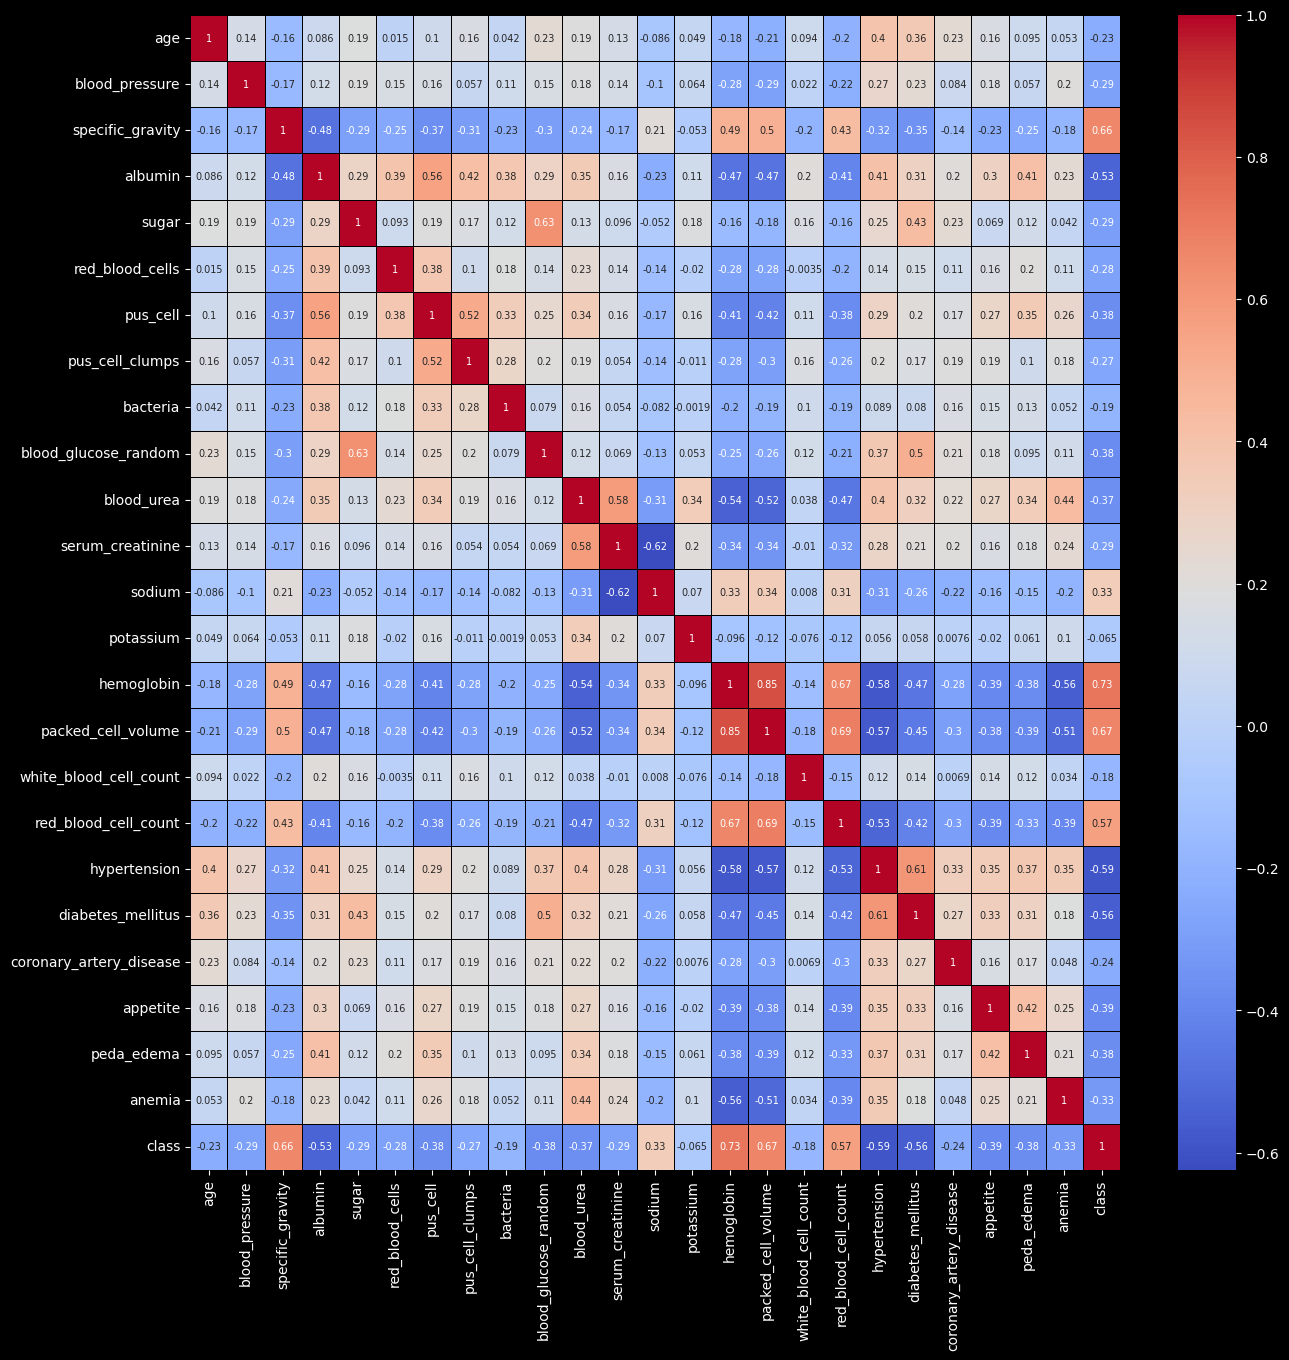 age 1 0.14 -0.16 0.086 0.19 0.015 0.1 0.16 0.042 0.23 0.19 0.13 -0.086 0.049 -0.18 -0.21 0.094 -0.2 0.4 0.36 0.23 0.16 0.095 0.053 -0.23
blood_pressure 0.14 1 -0.17 0.12 0.19 0.15 0.16 0.057 0.11 0.15 0.18 0.14 -0.1 0.064 -0.28 -0.29 0.022 -0.22 0.27 0.23 0.084 0.18 0.057 0.2 -0.29
specific_gravity -0.16 -0.17 1 -0.48 -0.29 -0.25 -0.37 -0.31 -0.23 -0.3 -0.24 -0.17 0.21 -0.053 0.49 0.5 -0.2 0.43 -0.32 -0.35 -0.14 -0.23 -0.25 -0.18 0.66
albumin 0.086 0.12 -0.48 1 0.29 0.39 0.56 0.42 0.38 0.29 0.35 0.16 -0.23 0.11 -0.47 -0.47 0.2 -0.41 0.41 0.31 0.2 0.3 0.41 0.23 -0.53
sugar 0.19 0.19 -0.29 0.29 1 0.093 0.19 0.17 0.12 0.63 0.13 0.096 -0.052 0.18 -0.16 -0.18 0.16 -0.16 0.25 0.43 0.23 0.069 0.12 0.042 -0.29
red_blood_cells 0.015 0.15 -0.25 0.39 0.093 1 0.38 0.1 0.18 0.14 0.23 0.14 -0.14 -0.02 -0.28 -0.28 -0.0035 -0.2 0.14 0.15 0.11 0.16 0.2 0.11 -0.28
pus_cell 0.1 0.16 -0.37 0.56 0.19 0.38 1 0.52 0.33 0.25 0.34 0.16 -0.17 0.16 -0.41 -0.42 0.11 -0.38 0.29 0.2 0.17 0.27 0.35 0.26 -0.38
pus_cell_clumps 0.16 0.057 -0.31 0.42 0.17 0.1 0.52 1 0.28 0.2 0.19 0.054 -0.14 -0.011 -0.28 -0.3 0.16 -0.26 0.2 0.17 0.19 0.19 0.1 0.18 -0.27
bacteria 0.042 0.11 -0.23 0.38 0.12 0.18 0.33 0.28 1 0.079 0.16 0.054 -0.082 -0.0019 -0.2 -0.19 0.1 -0.19 0.089 0.08 0.16 0.15 0.13 0.052 -0.19
blood_glucose_random 0.23 0.15 -0.3 0.29 0.63 0.14 0.25 0.2 0.079 1 0.12 0.069 -0.13 0.053 -0.25 -0.26 0.12 -0.21 0.37 0.5 0.21 0.18 0.095 0.11 -0.38
blood_urea 0.19 0.18 -0.24 0.35 0.13 0.23 0.34 0.19 0.16 0.12 1 0.58 -0.31 0.34 -0.54 -0.52 0.038 -0.47 0.4 0.32 0.22 0.27 0.34 0.44 -0.37
serum_creatinine 0.13 0.14 -0.17 0.16 0.096 0.14 0.16 0.054 0.054 0.069 0.58 1 -0.62 0.2 -0.34 -0.34 -0.01 -0.32 0.28 0.21 0.2 0.16 0.18 0.24 -0.29
sodium -0.086 -0.1 0.21 -0.23 -0.052 -0.14 -0.17 -0.14 -0.082 -0.13 -0.31 -0.62 1 0.07 0.33 0.34 0.008 0.31 -0.31 -0.26 -0.22 -0.16 -0.15 -0.2 0.33
potassium 0.049 0.064 -0.053 0.11 0.18 -0.02 0.16 -0.011 -0.0019 0.053 0.34 0.2 0.07 1 -0.096 -0.12 -0.076 -0.12 0.056 0.058 0.0076 -0.02 0.061 0.1 -0.065
hemoglobin -0.18 -0.28 0.49 -0.47 -0.16 -0.28 -0.41 -0.28 -0.2 -0.25 -0.54 -0.34 0.33 -0.096 1 0.85 -0.14 0.67 -0.58 -0.47 -0.28 -0.39 -0.38 -0.56 0.73
packed_cell_volume -0.21 -0.29 0.5 -0.47 -0.18 -0.28 -0.42 -0.3 -0.19 -0.26 -0.52 -0.34 0.34 -0.12 0.85 1 -0.18 0.69 -0.57 -0.45 -0.3 -0.38 -0.39 -0.51 0.67
white_blood_cell_count 0.094 0.022 -0.2 0.2 0.16 -0.0035 0.11 0.16 0.1 0.12 0.038 -0.01 0.008 -0.076 -0.14 -0.18 1 -0.15 0.12 0.14 0.0069 0.14 0.12 0.034 -0.18
red_blood_cell_count -0.2 -0.22 0.43 -0.41 -0.16 -0.2 -0.38 -0.26 -0.19 -0.21 -0.47 -0.32 0.31 -0.12 0.67 0.69 -0.15 1 -0.53 -0.42 -0.3 -0.39 -0.33 -0.39 0.57
hypertension 0.4 0.27 -0.32 0.41 0.25 0.14 0.29 0.2 0.089 0.37 0.4 0.28 -0.31 0.056 -0.58 -0.57 0.12 -0.53 1 0.61 0.33 0.35 0.37 0.35 -0.59
diabetes_mellitus 0.36 0.23 -0.35 0.31 0.43 0.15 0.2 0.17 0.08 0.5 0.32 0.21 -0.26 0.058 -0.47 -0.45 0.14 -0.42 0.61 1 0.27 0.33 0.31 0.18 -0.56
coronary_artery_disease 0.23 0.084 -0.14 0.2 0.23 0.11 0.17 0.19 0.16 0.21 0.22 0.2 -0.22 0.0076 -0.28 -0.3 0.0069 -0.3 0.33 0.27 1 0.16 0.17 0.048 -0.24
appetite 0.16 0.18 -0.23 0.3 0.069 0.16 0.27 0.19 0.15 0.18 0.27 0.16 -0.16 -0.02 -0.39 -0.38 0.14 -0.39 0.35 0.33 0.16 1 0.42 0.25 -0.39
peda_edema 0.095 0.057 -0.25 0.41 0.12 0.2 0.35 0.1 0.13 0.095 0.34 0.18 -0.15 0.061 -0.38 -0.39 0.12 -0.33 0.37 0.31 0.17 0.42 1 0.21 -0.38
anemia 0.053 0.2 -0.18 0.23 0.042 0.11 0.26 0.18 0.052 0.11 0.44 0.24 -0.2 0.1 -0.56 -0.51 0.034 -0.39 0.35 0.18 0.048 0.25 0.21 1 -0.33
class -0.23 -0.29 0.66 -0.53 -0.29 -0.28 -0.38 -0.27 -0.19 -0.38 -0.37 -0.29 0.33 -0.065 0.73 0.67 -0.18 0.57 -0.59 -0.56 -0.24 -0.39 -0.38 -0.33 1
age
blood_pressure
specific_gravity
albumin
sugar
red_blood_cells
pus_cell
pus_cell_clumps
bacteria
blood_glucose_random
blood_urea
serum_creatinine
sodium
potassium
hemoglobin
packed_cell_volume
white_blood_cell_count
red_blood_cell_count
hypertension
diabetes_mellitus
coronary_artery_disease
appetite
peda_edema
anemia
class
1.0
0.8
0.6
0.4
0.2
0.0
−0.2
−0.4
−0.6